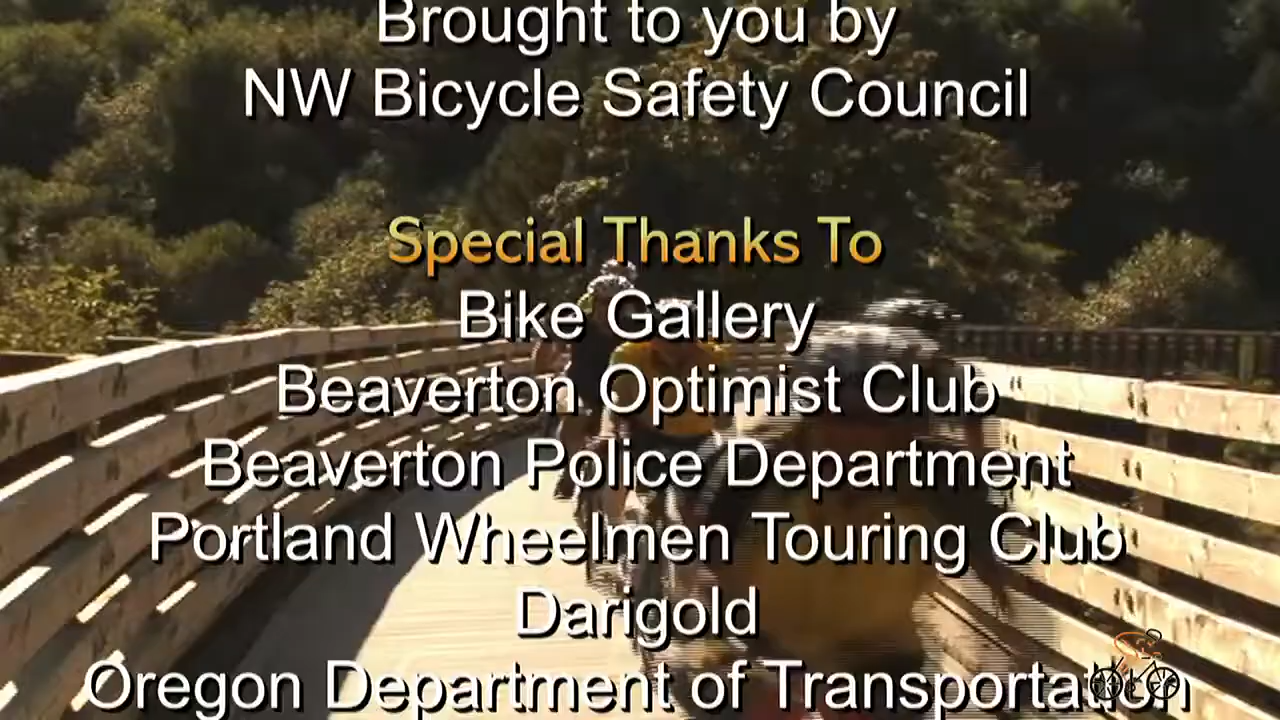 Brought to you by
NW Bicycle Safety Council
Special Thanks To
Bike Gallery
Beaverton Optimist Club
Beaverton Police Department
Portland Wheelmen Touring Club
Darigold
Oregon Department of Transportation